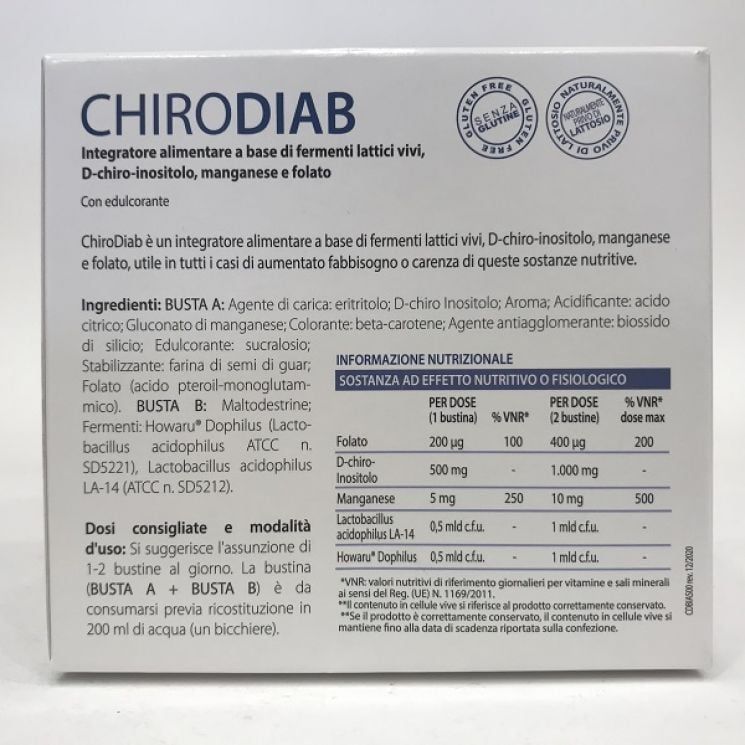 CHIRODIAB
Integratore alimentare a base di fermenti lattici vivi,
D-chiro-inositolo, manganese e folato
Con edulcorante
GLUTEN FREE GLUTEN FREE
SENZA
GLUTINE
NATURALMENTE PRIVO DI LATTOSIO
NATURALMENTE
PRIVO DI
LATTOSIO
ChiroDiab è un integratore alimentare a base di fermenti lattici vivi, D-chiro-inositolo, manganese
e folato, utile in tutti i casi di aumentato fabbisogno o carenza di queste sostanze nutritive.
Ingredienti: BUSTA A: Agente di carica: eritritolo; D-chiro Inositolo; Aroma; Acidificante: acido
citrico; Gluconato di manganese; Colorante: beta-carotene; Agente antiagglomerante: biossido
di silicio; Edulcorante: sucralosio;
Stabilizzante: farina di semi di guar;
Folato (acido pteroil-monoglutam-
mico). BUSTA B: Maltodestrine;
Fermenti: Howaru® Dophilus (Lacto-
bacillus acidophilus ATCC n.
SD5221), Lactobacillus acidophilus
LA-14 (ATCC n. SD5212).
Dosi consigliate e modalità
d'uso: Si suggerisce l'assunzione di
1-2 bustine al giorno. La bustina
(BUSTA A + BUSTA B) è da
consumarsi previa ricostituzione in
200 ml di acqua (un bicchiere).
INFORMAZIONE NUTRIZIONALE
SOSTANZA AD EFFETTO NUTRITIVO O FISIOLOGICO
PER DOSE (1 bustina) % VNR* PER DOSE (2 bustine) % VNR* dose max
Folato 200 µg 100 400 µg 200
D-chiro-
Inositolo 500 mg - 1.000 mg -
Manganese 5 mg 250 10 mg 500
Lactobacillus
acidophilus LA-14 0,5 mld c.f.u. - 1 mld c.f.u. -
Howaru® Dophilus 0,5 mld c.f.u. - 1 mld c.f.u. -
*VNR: valori nutritivi di riferimento giornalieri per vitamine e sali minerali
ai sensi del Reg. (UE) N. 1169/2011.
**Il contenuto in cellule vive si riferisce al prodotto correttamente conservato.
**Se il prodotto è correttamente conservato, il contenuto in cellule vive si
mantiene fino alla data di scadenza riportata sulla confezione.
rev. 12/2020